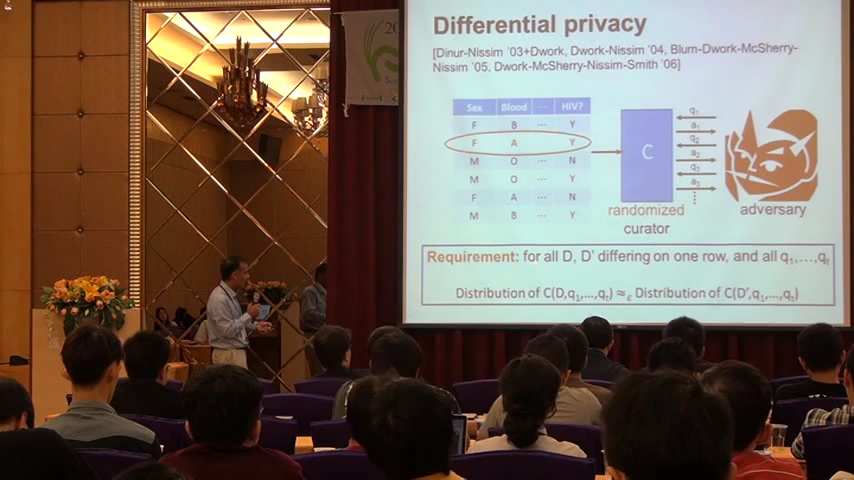 20
Differential privacy
[Dinur-Nissim '03+Dwork, Dwork-Nissim '04, Blum-Dwork-McSherry-
Nissim '05, Dwork-McSherry-Nissim-Smith '06]
Sex Blood ... HIV?
F B ... Y
F A ... Y
M O ... N
M O ... Y
F A ... N
M B ... Y
C
q1
a1
q2
a2
q3
a3
randomized
curator
adversary
Requirement: for all D, D' differing on one row, and all q1,...,qt
Distribution of C(D,q1,...,qt) ≈ε Distribution of C(D',q1,...,qt)